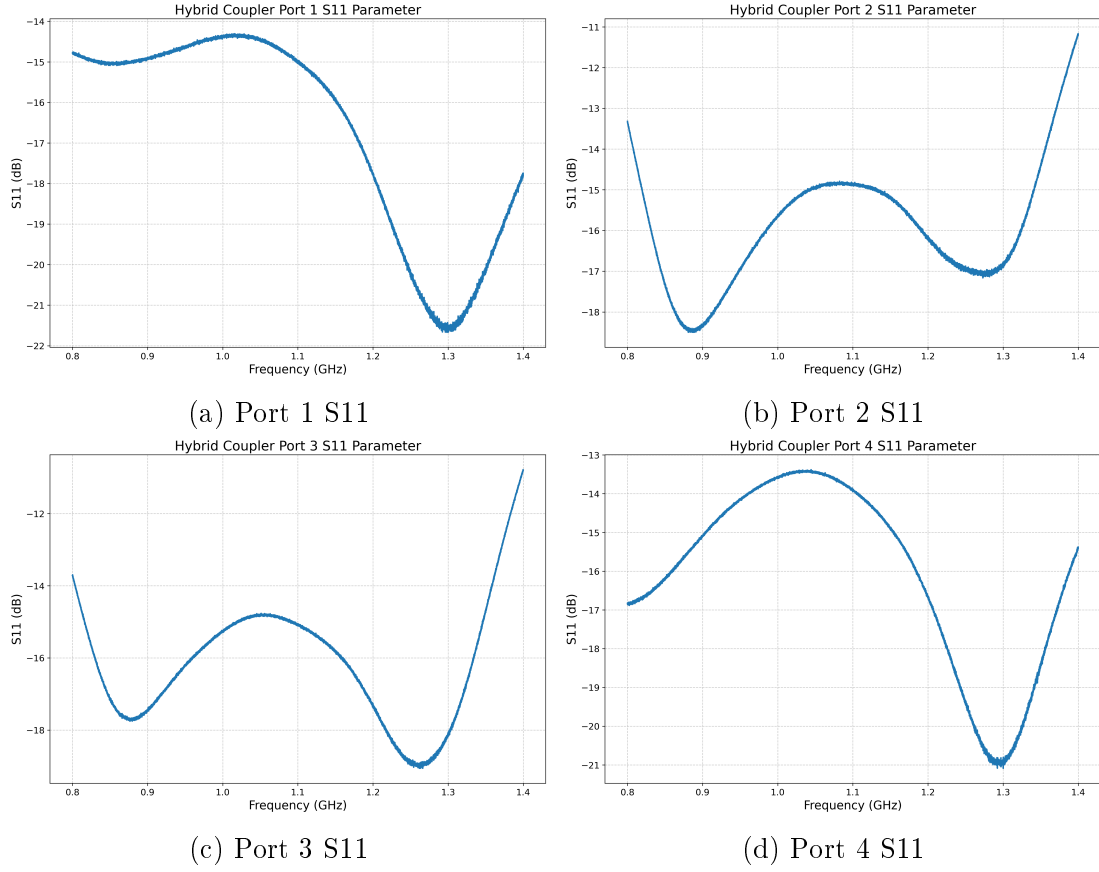 Hybrid Coupler Port 1 S11 Parameter
−14
−15
−16
−17
−18
−19
−20
−21
−22
S11 (dB)
0.8 0.9 1.0 1.1 1.2 1.3 1.4
Frequency (GHz)
(a) Port 1 S11
Hybrid Coupler Port 2 S11 Parameter
−11
−12
−13
−14
−15
−16
−17
−18
S11 (dB)
0.8 0.9 1.0 1.1 1.2 1.3 1.4
Frequency (GHz)
(b) Port 2 S11
Hybrid Coupler Port 3 S11 Parameter
−12
−14
−16
−18
S11 (dB)
0.8 0.9 1.0 1.1 1.2 1.3 1.4
Frequency (GHz)
(c) Port 3 S11
Hybrid Coupler Port 4 S11 Parameter
−13
−14
−15
−16
−17
−18
−19
−20
−21
S11 (dB)
0.8 0.9 1.0 1.1 1.2 1.3 1.4
Frequency (GHz)
(d) Port 4 S11